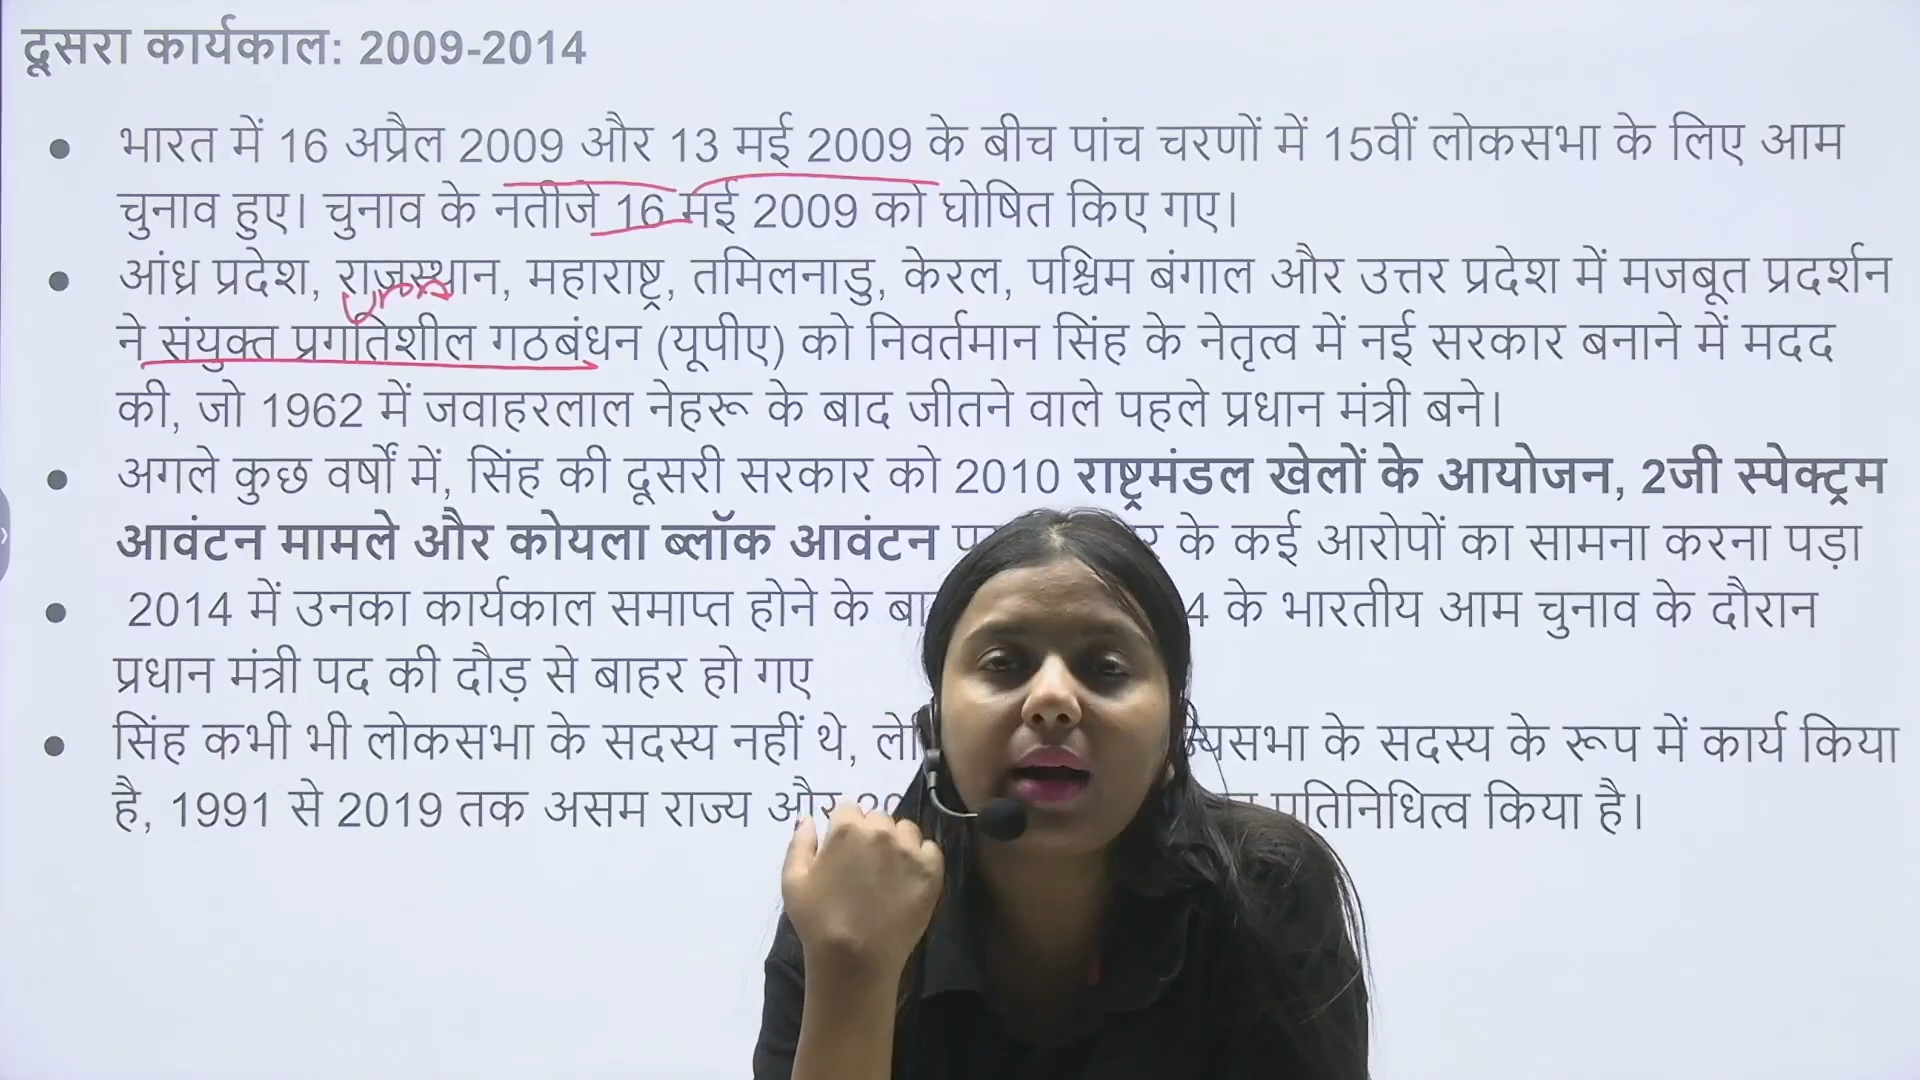 दूसरा कार्यकाल: 2009-2014
भारत में 16 अप्रैल 2009 और 13 मई 2009 के बीच पांच चरणों में 15वीं लोकसभा के लिए आम
चुनाव हुए। चुनाव के नतीजे 16 मई 2009 को घोषित किए गए।
आंध्र प्रदेश, राजस्थान, महाराष्ट्र, तमिलनाडु, केरल, पश्चिम बंगाल और उत्तर प्रदेश में मजबूत प्रदर्शन
ने संयुक्त प्रगतिशील गठबंधन (यूपीए) को निवर्तमान सिंह के नेतृत्व में नई सरकार बनाने में मदद
की, जो 1962 में जवाहरलाल नेहरू के बाद जीतने वाले पहले प्रधान मंत्री बने।
अगले कुछ वर्षों में, सिंह की दूसरी सरकार को 2010 राष्ट्रमंडल खेलों के आयोजन, 2जी स्पेक्ट्रम
आवंटन मामले और कोयला ब्लॉक आवंटन के कई आरोपों का सामना करना पड़ा
2014 में उनका कार्यकाल समाप्त होने के के भारतीय आम चुनाव के दौरान
प्रधान मंत्री पद की दौड़ से बाहर हो गए
सिंह कभी भी लोकसभा के सदस्य नहीं थे, के सदस्य के रूप में कार्य किया
है, 1991 से 2019 तक असम राज्य और प्रतिनिधित्व किया है।